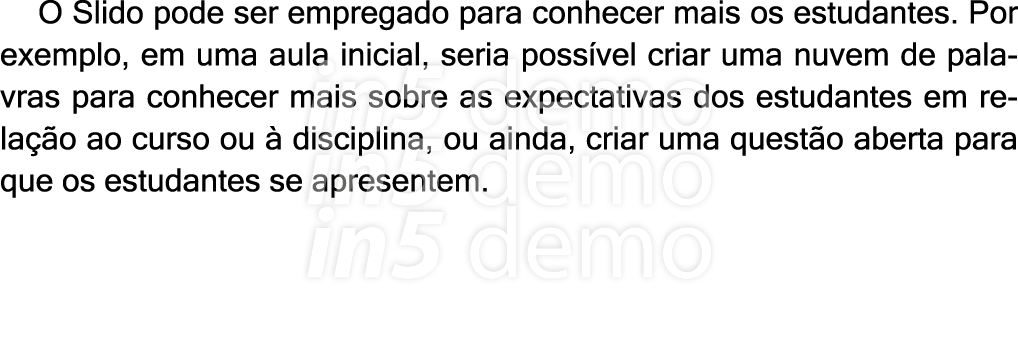 O Slido pode ser empregado para conhecer mais os estudantes. Por
exemplo, em uma aula inicial, seria possível criar uma nuvem de pala-
vras para conhecer mais sobre as expectativas dos estudantes em re-
lação ao curso ou à disciplina, ou ainda, criar uma questão aberta para
que os estudantes se apresentem.
in5 demo
in5 demo
in5 demo